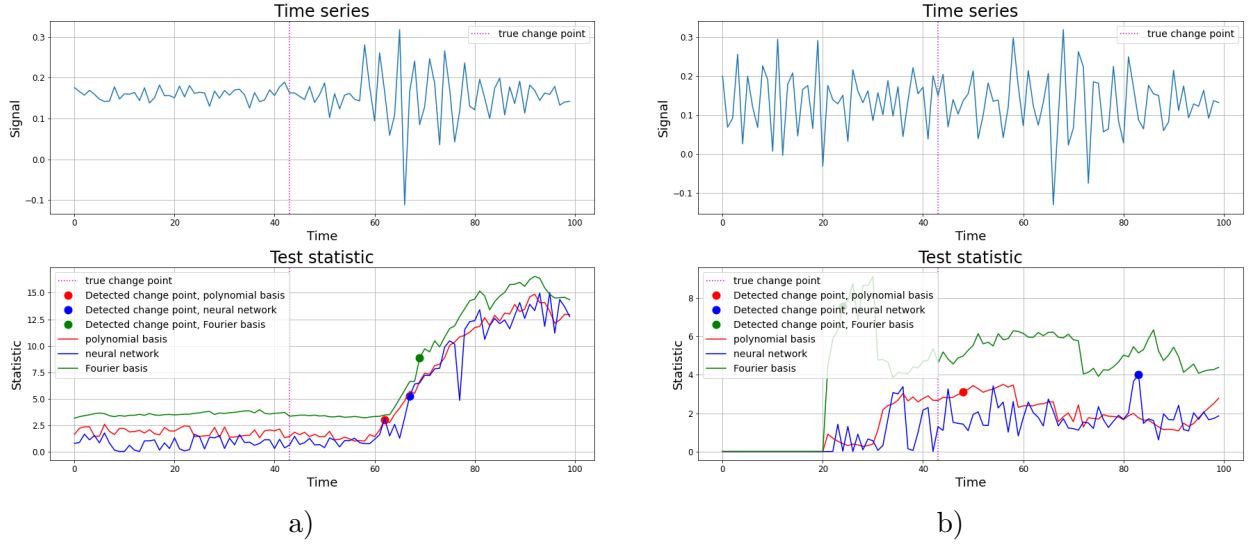 Time series
true change point
0.3
0.2
0.1
0.0
−0.1
Signal
0 20 40 60 80 100
Time
Test statistic
true change point
Detected change point, polynomial basis
Detected change point, neural network
Detected change point, Fourier basis
polynomial basis
neural network
Fourier basis
15.0
12.5
10.0
7.5
5.0
2.5
0.0
Statistic
0 20 40 60 80 100
Time
a)
Time series
true change point
0.3
0.2
0.1
0.0
−0.1
Signal
0 20 40 60 80 100
Time
Test statistic
true change point
Detected change point, polynomial basis
Detected change point, neural network
Detected change point, Fourier basis
polynomial basis
neural network
Fourier basis
8
6
4
2
0
Statistic
0 20 40 60 80 100
Time
b)